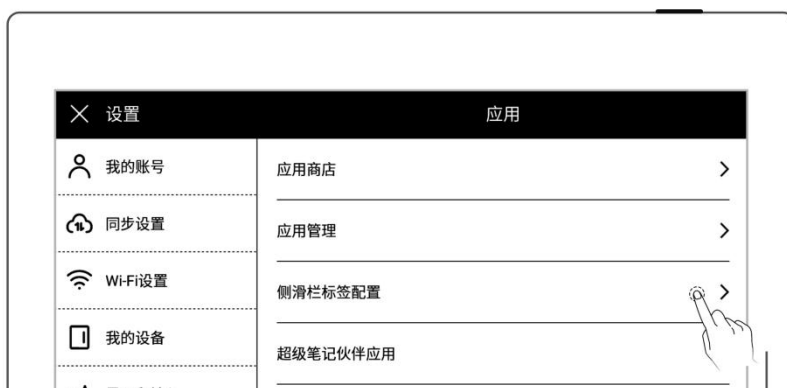 设置
应用
我的账号
同步设置
Wi-Fi设置
我的设备
应用商店
应用管理
侧滑栏标签配置
超级笔记伙伴应用